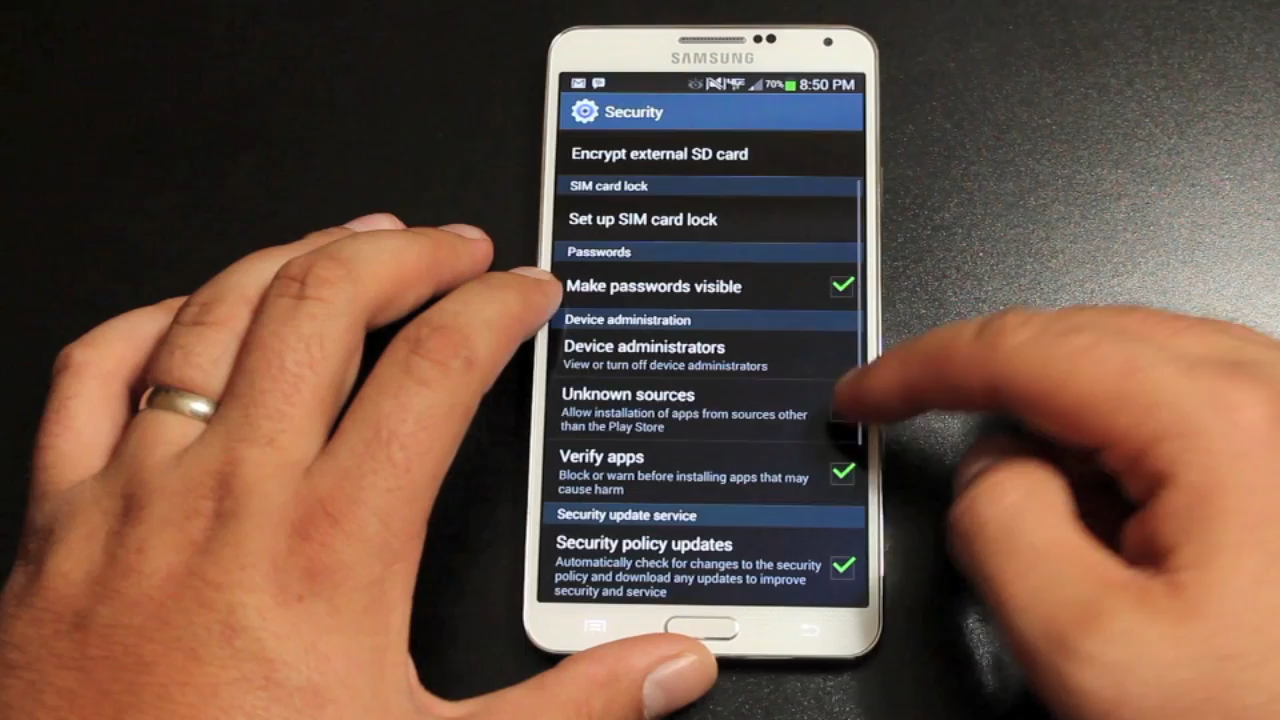 SAMSUNG
70% 8:50 PM
Security
Encrypt external SD card
SIM card lock
Set up SIM card lock
Passwords
Make passwords visible
Device administration
Device administrators
View or turn off device administrators
Unknown sources
Allow installation of apps from sources other
than the Play Store
Verify apps
Block or warn before installing apps that may
cause harm
Security update service
Security policy updates
Automatically check for changes to the security
policy and download any updates to improve
security and service